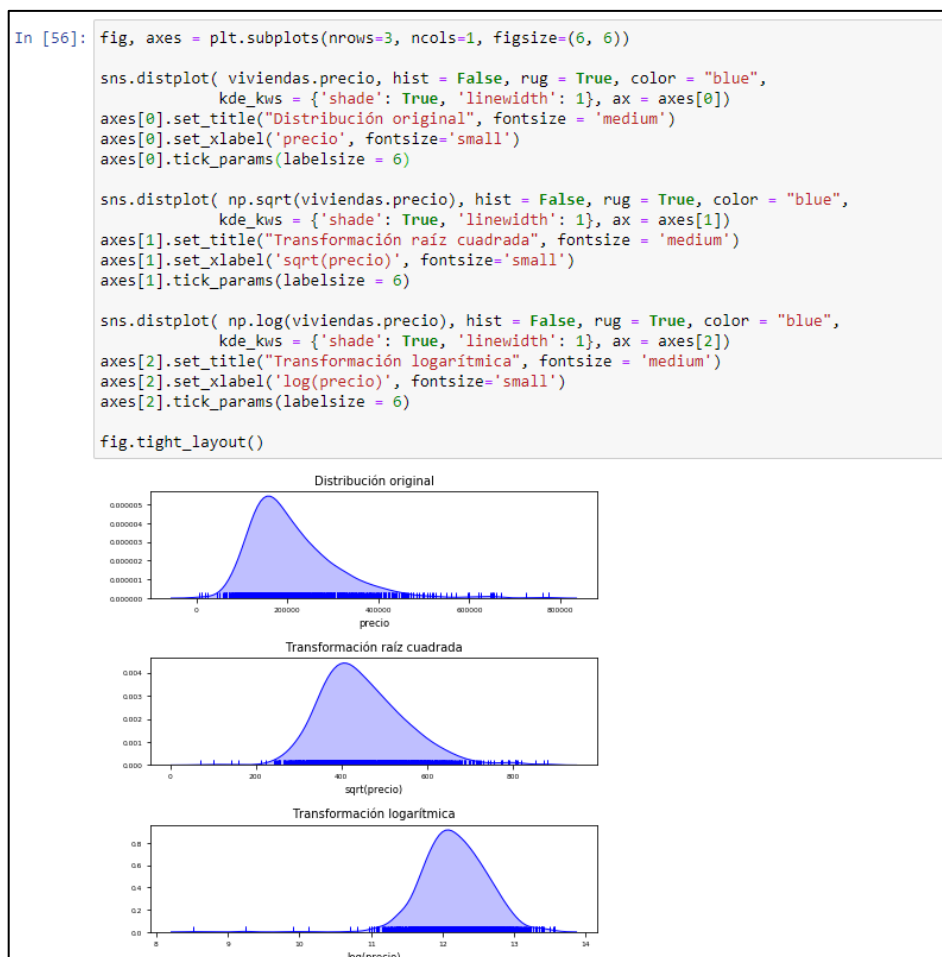 In [56]: fig, axes = plt.subplots(nrows=3, ncols=1, figsize=(6, 6))
sns.distplot( viviendas.precio, hist = False, rug = True, color = "blue",
kde_kws = {'shade': True, 'linewidth': 1}, ax = axes[0])
axes[0].set_title("Distribución original", fontsize = 'medium')
axes[0].set_xlabel('precio', fontsize='small')
axes[0].tick_params(labelsize = 6)
sns.distplot( np.sqrt(viviendas.precio), hist = False, rug = True, color = "blue",
kde_kws = {'shade': True, 'linewidth': 1}, ax = axes[1])
axes[1].set_title("Transformación raíz cuadrada", fontsize = 'medium')
axes[1].set_xlabel('sqrt(precio)', fontsize='small')
axes[1].tick_params(labelsize = 6)
sns.distplot( np.log(viviendas.precio), hist = False, rug = True, color = "blue",
kde_kws = {'shade': True, 'linewidth': 1}, ax = axes[2])
axes[2].set_title("Transformación logarítmica", fontsize = 'medium')
axes[2].set_xlabel('log(precio)', fontsize='small')
axes[2].tick_params(labelsize = 6)
fig.tight_layout()
Distribución original
0.000005
0.000004
0.000003
0.000002
0.000001
0.000000
0 200000 400000 600000 800000
precio
Transformación raíz cuadrada
0.004
0.003
0.002
0.001
0.000
0 200 400 600 800
sqrt(precio)
Transformación logarítmica
0.8
0.6
0.4
0.2
0.0
8 9 10 11 12 13 14
log(precio)